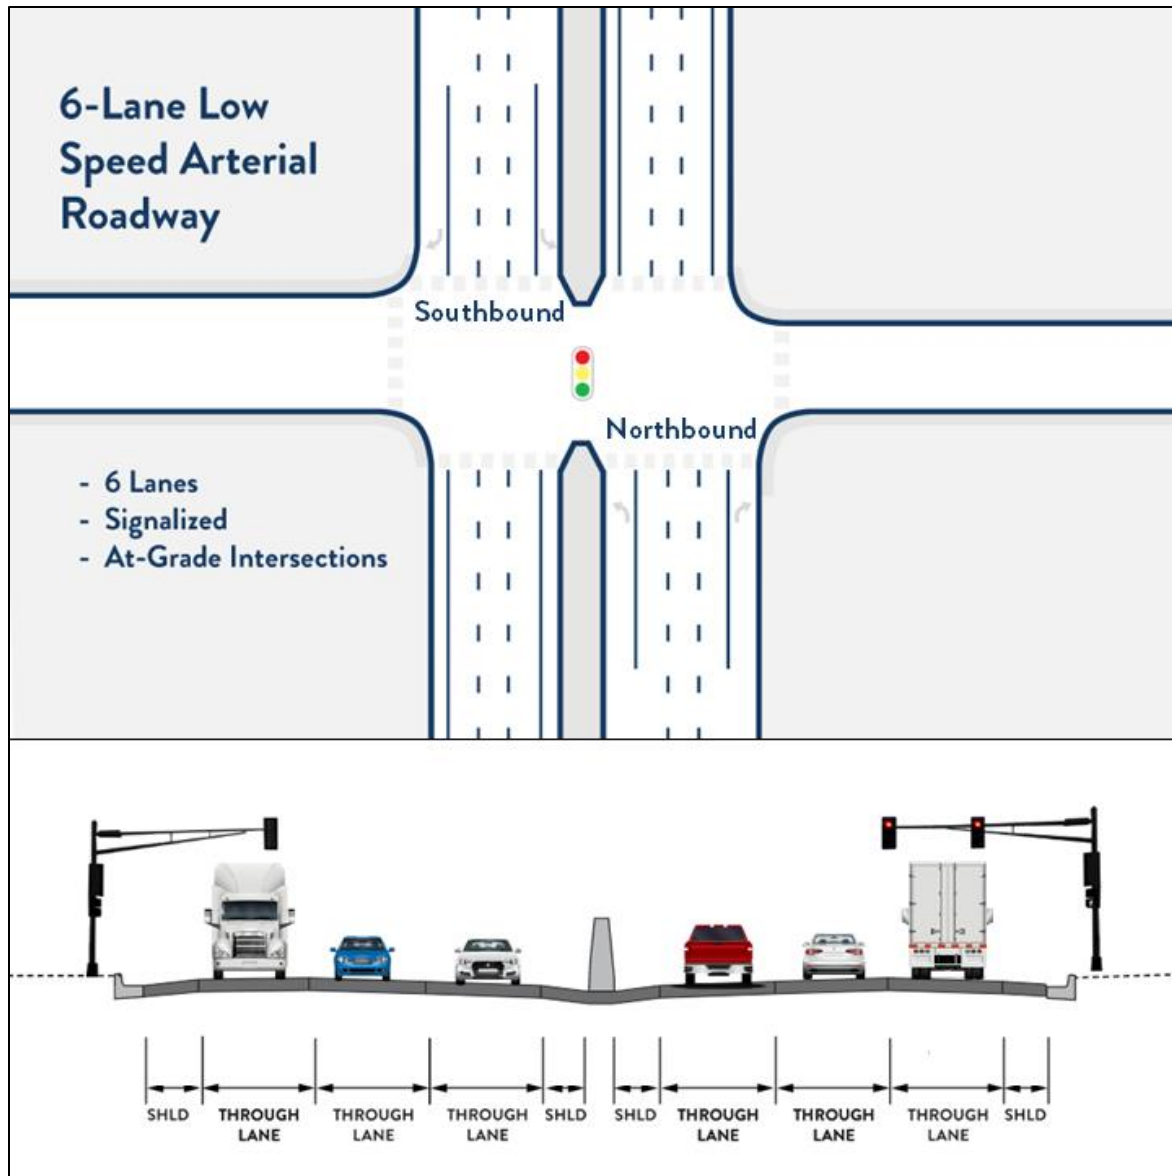 6-Lane Low
Speed Arterial
Roadway
Southbound
Northbound
- 6 Lanes
- Signalized
- At-Grade Intersections
SHLD
THROUGH
LANE
THROUGH
LANE
THROUGH
LANE
SHLD
SHLD
THROUGH
LANE
THROUGH
LANE
THROUGH
LANE
SHLD